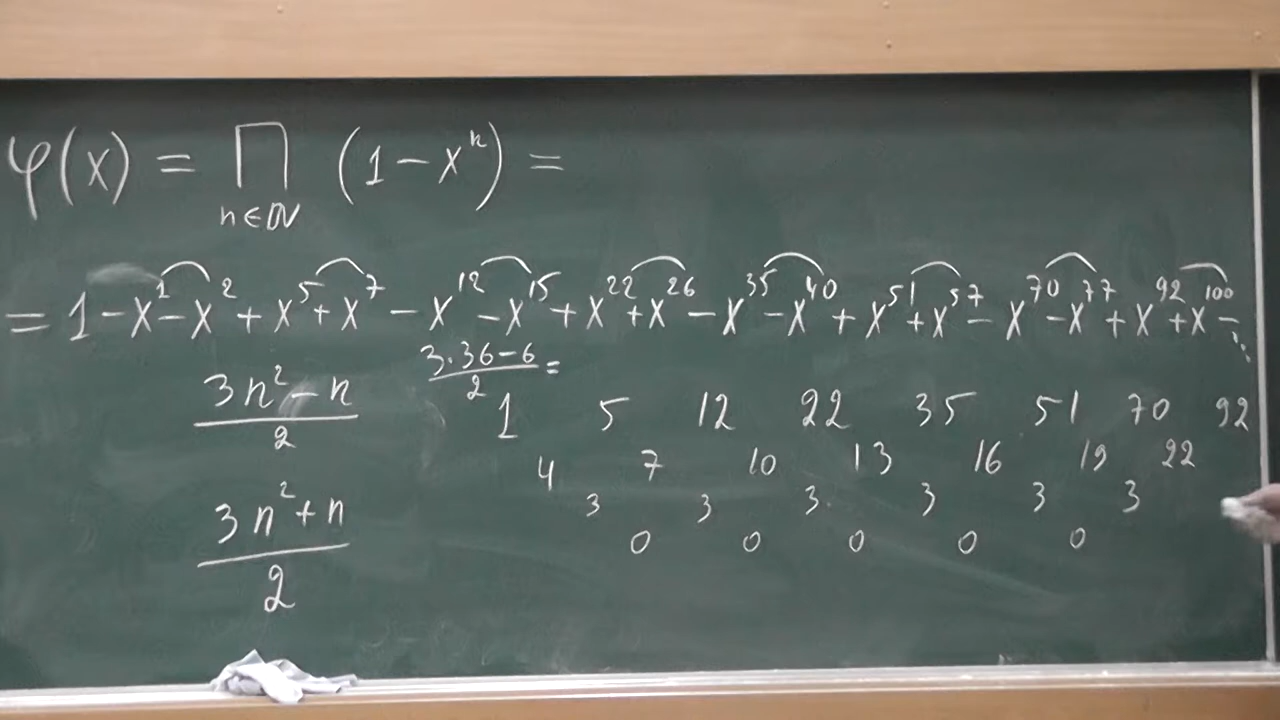 φ(x) = ∏_{n∈ℕ} (1 − x^n) =
= 1 − x^1 − x^2 + x^5 + x^7 − x^12 − x^15 + x^22 + x^26 − x^35 − x^40 + x^51 + x^57 − x^70 − x^77 + x^92 + x^100 − ...
(3n^2 − n)/2
(3·36 − 6)/2 =
1 5 12 22 35 51 70 92
4 7 10 13 16 19 22
3 3 3 3 3 3
0 0 0 0 0
(3n^2 + n)/2